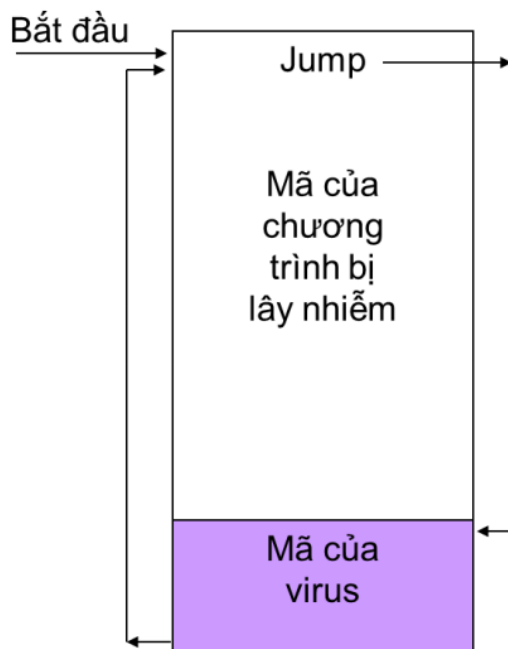 Bắt đầu
Jump
Mã của
chương
trình bị
lây nhiễm
Mã của
virus